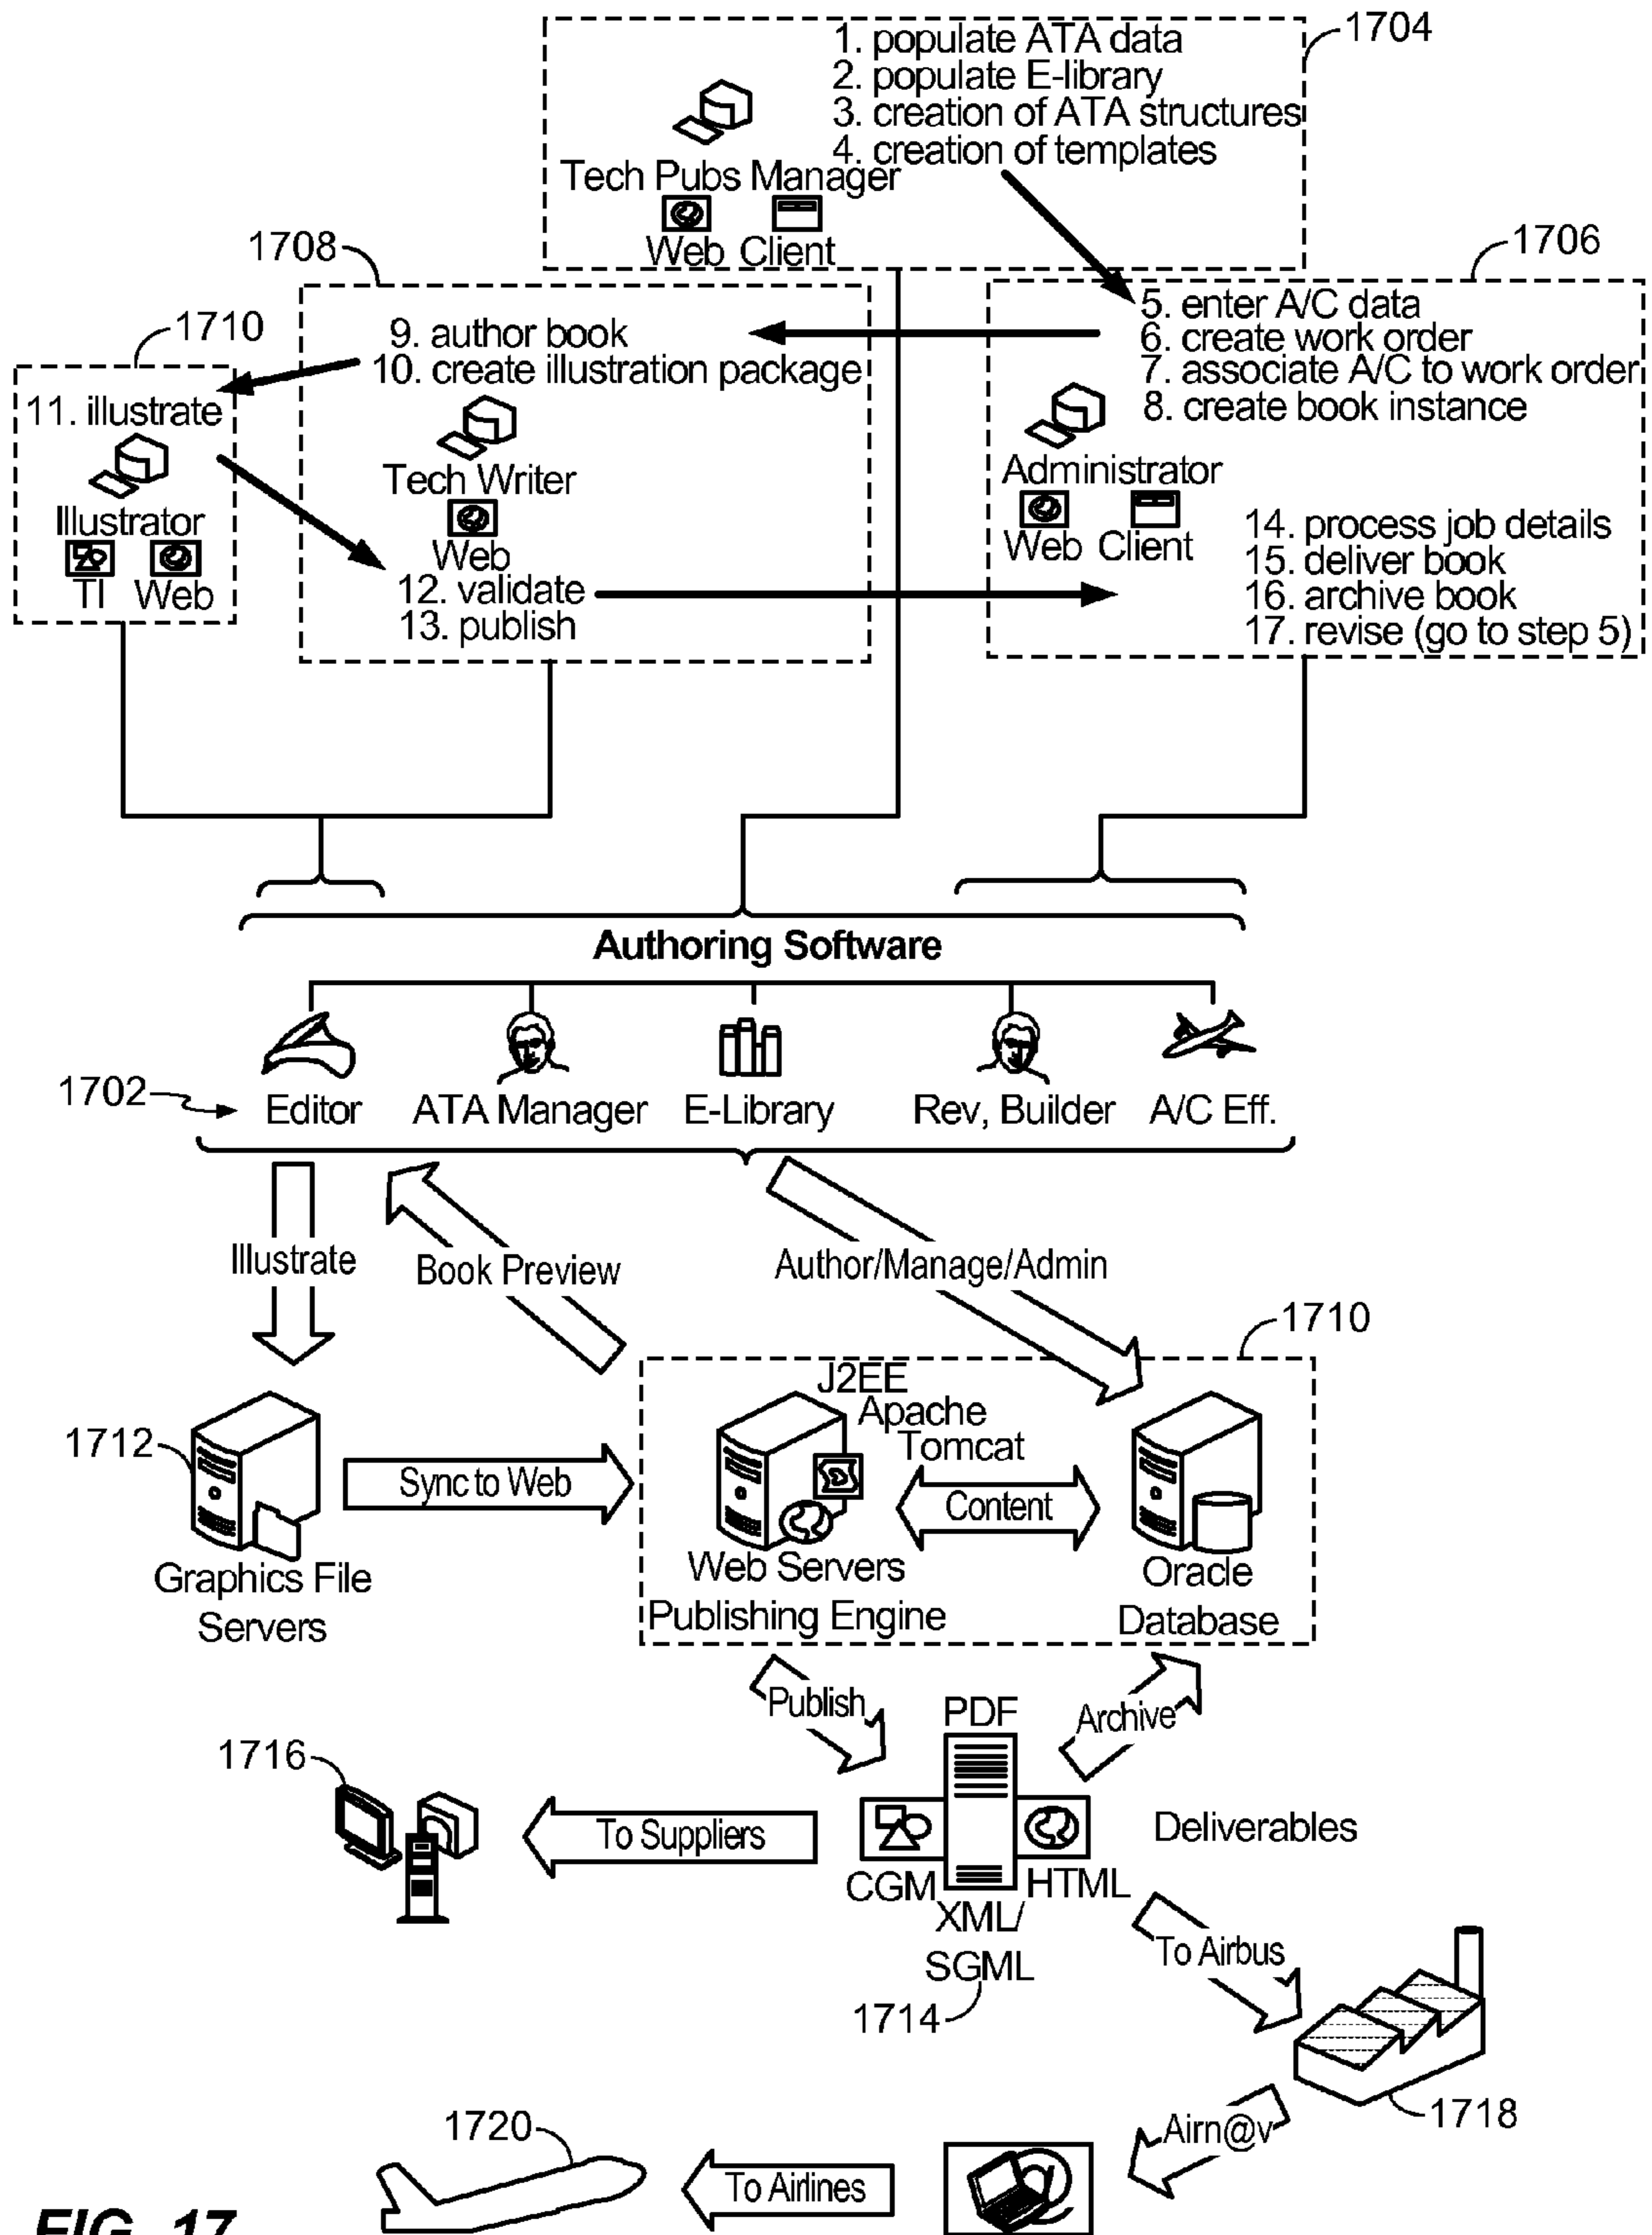 1704
1. populate ATA data
2. populate E-library
3. creation of ATA structures
4. creation of templates
Tech Pubs Manager
Web Client
1708
1706
1710
5. enter A/C data
6. create work order
7. associate A/C to work order
8. create book instance
9. author book
10. create illustration package
11. illustrate
Illustrator
TI Web
Tech Writer
Web
12. validate
13. publish
Administrator
Web Client
14. process job details
15. deliver book
16. archive book
17. revise (go to step 5)
Authoring Software
1702
Editor
ATA Manager
E-Library
Rev, Builder
A/C Eff.
Illustrate
Book Preview
Author/Manage/Admin
1710
1712
Graphics File
Servers
Sync to Web
J2EE
Apache
Tomcat
Content
Web Servers
Publishing Engine
Oracle
Database
Publish
PDF
Archive
1716
To Suppliers
CGM
HTML
XML/
SGML
Deliverables
1714
To Airbus
1718
Airn@v
1720
To Airlines
FIG. 17